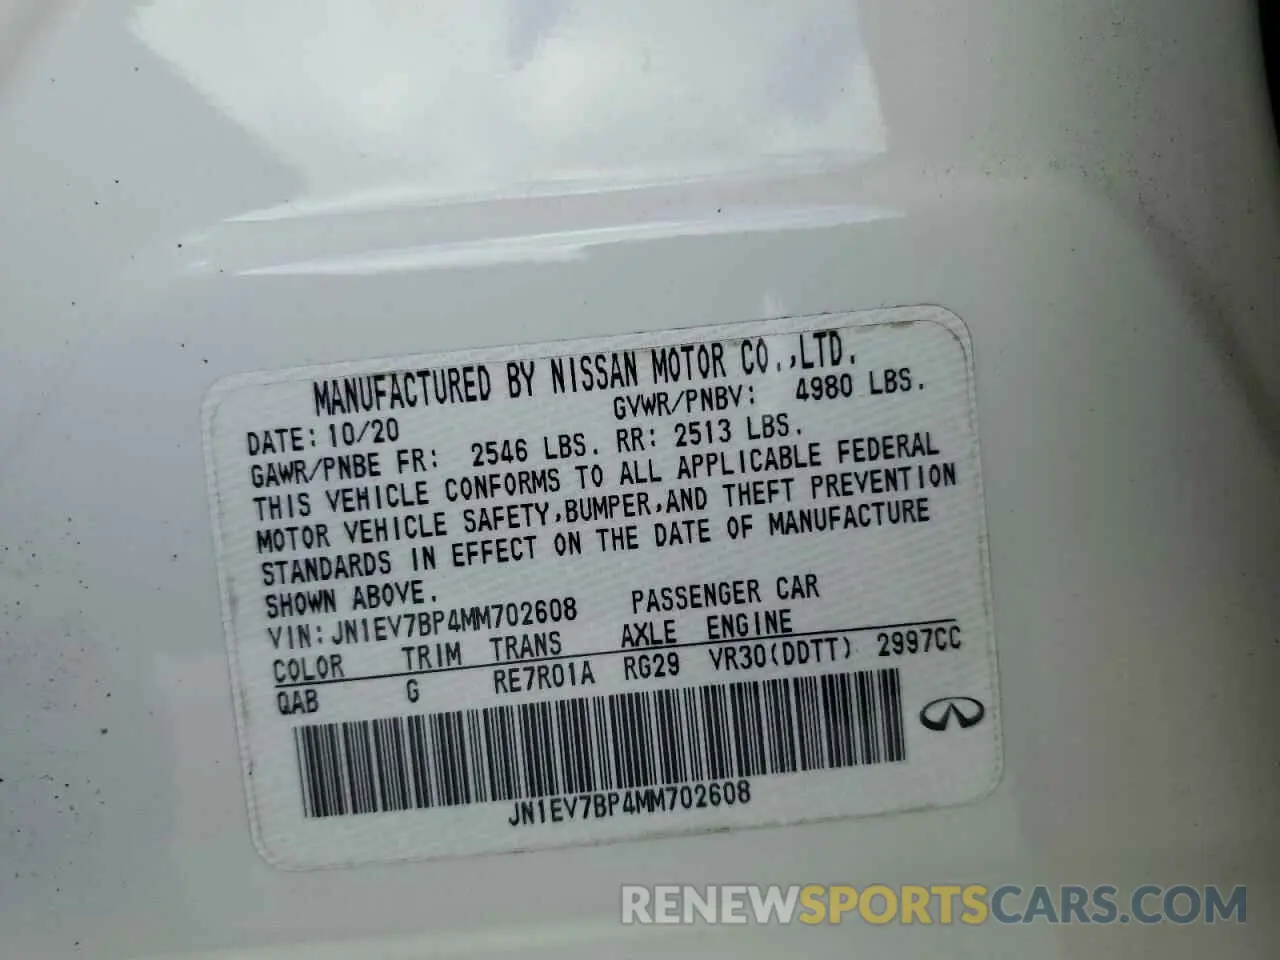 MANUFACTURED BY NISSAN MOTOR CO.,LTD.
DATE: 10/20 GVWR/PNBV: 4980 LBS.
GAWR/PNBE FR: 2546 LBS. RR: 2513 LBS.
THIS VEHICLE CONFORMS TO ALL APPLICABLE FEDERAL
MOTOR VEHICLE SAFETY,BUMPER,AND THEFT PREVENTION
STANDARDS IN EFFECT ON THE DATE OF MANUFACTURE
SHOWN ABOVE.
VIN: JN1EV7BP4MM702608 PASSENGER CAR
COLOR TRIM TRANS AXLE ENGINE
QAB G RE7R01A RG29 VR30(DDTT) 2997CC
JN1EV7BP4MM702608
RENEWSPORTSCARS.COM